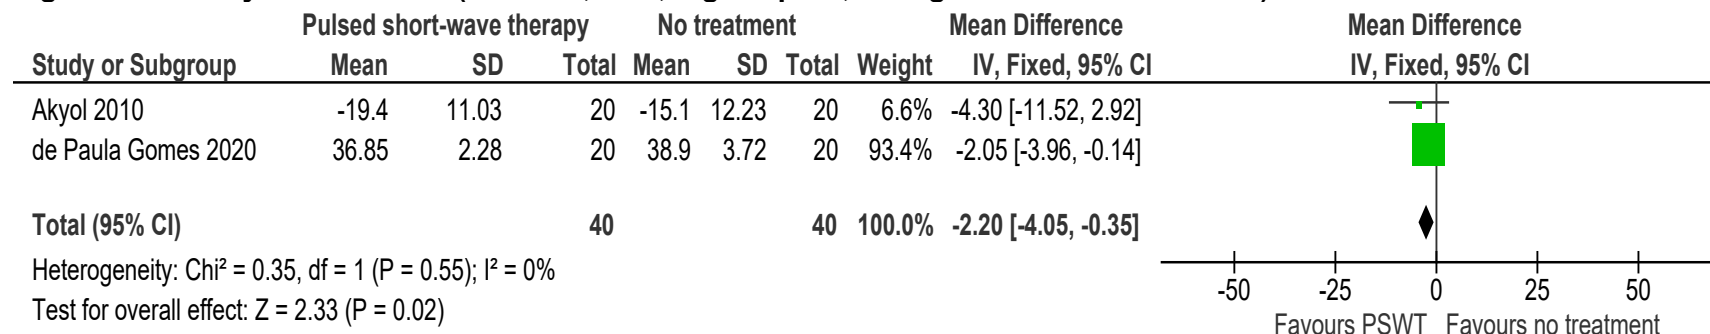 Pulsed short-wave therapy No treatment Mean Difference Mean Difference
Study or Subgroup Mean SD Total Mean SD Total Weight IV, Fixed, 95% CI IV, Fixed, 95% CI
Akyol 2010 -19.4 11.03 20 -15.1 12.23 20 6.6% -4.30 [-11.52, 2.92]
de Paula Gomes 2020 36.85 2.28 20 38.9 3.72 20 93.4% -2.05 [-3.96, -0.14]
Total (95% CI) 40 40 100.0% -2.20 [-4.05, -0.35]
Heterogeneity: Chi² = 0.35, df = 1 (P = 0.55); I² = 0%
Test for overall effect: Z = 2.33 (P = 0.02)
-50 -25 0 25 50
Favours PSWT Favours no treatment